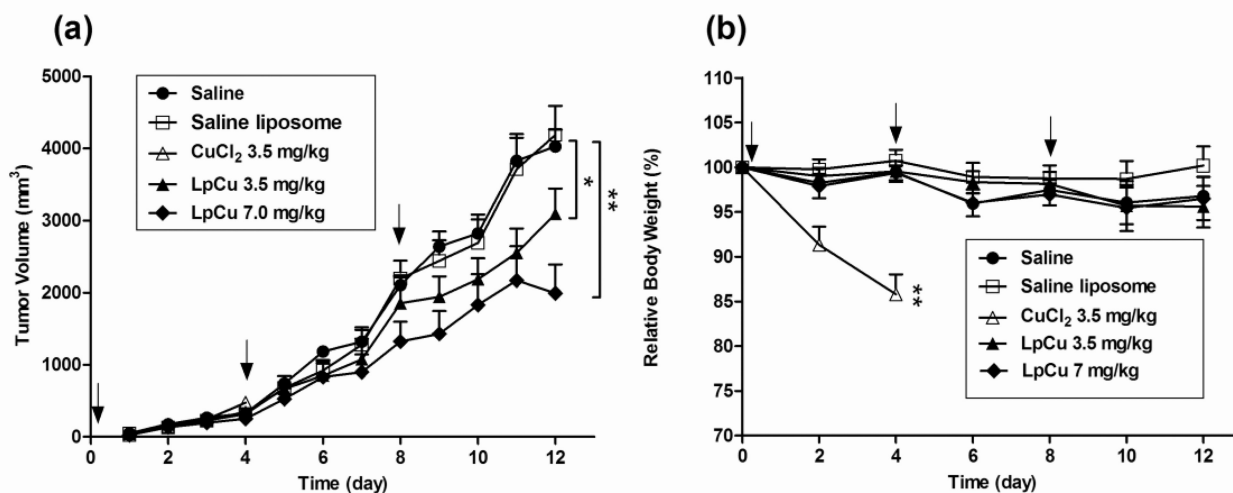 (a)
5000
4000
3000
2000
1000
0
Tumor Volume (mm³)
Saline
Saline liposome
CuCl₂ 3.5 mg/kg
LpCu 3.5 mg/kg
LpCu 7.0 mg/kg
*
**
0 2 4 6 8 10 12
Time (day)
(b)
110
105
100
95
90
85
80
75
70
Relative Body Weight (%)
**
Saline
Saline liposome
CuCl₂ 3.5 mg/kg
LpCu 3.5 mg/kg
LpCu 7 mg/kg
0 2 4 6 8 10 12
Time (day)